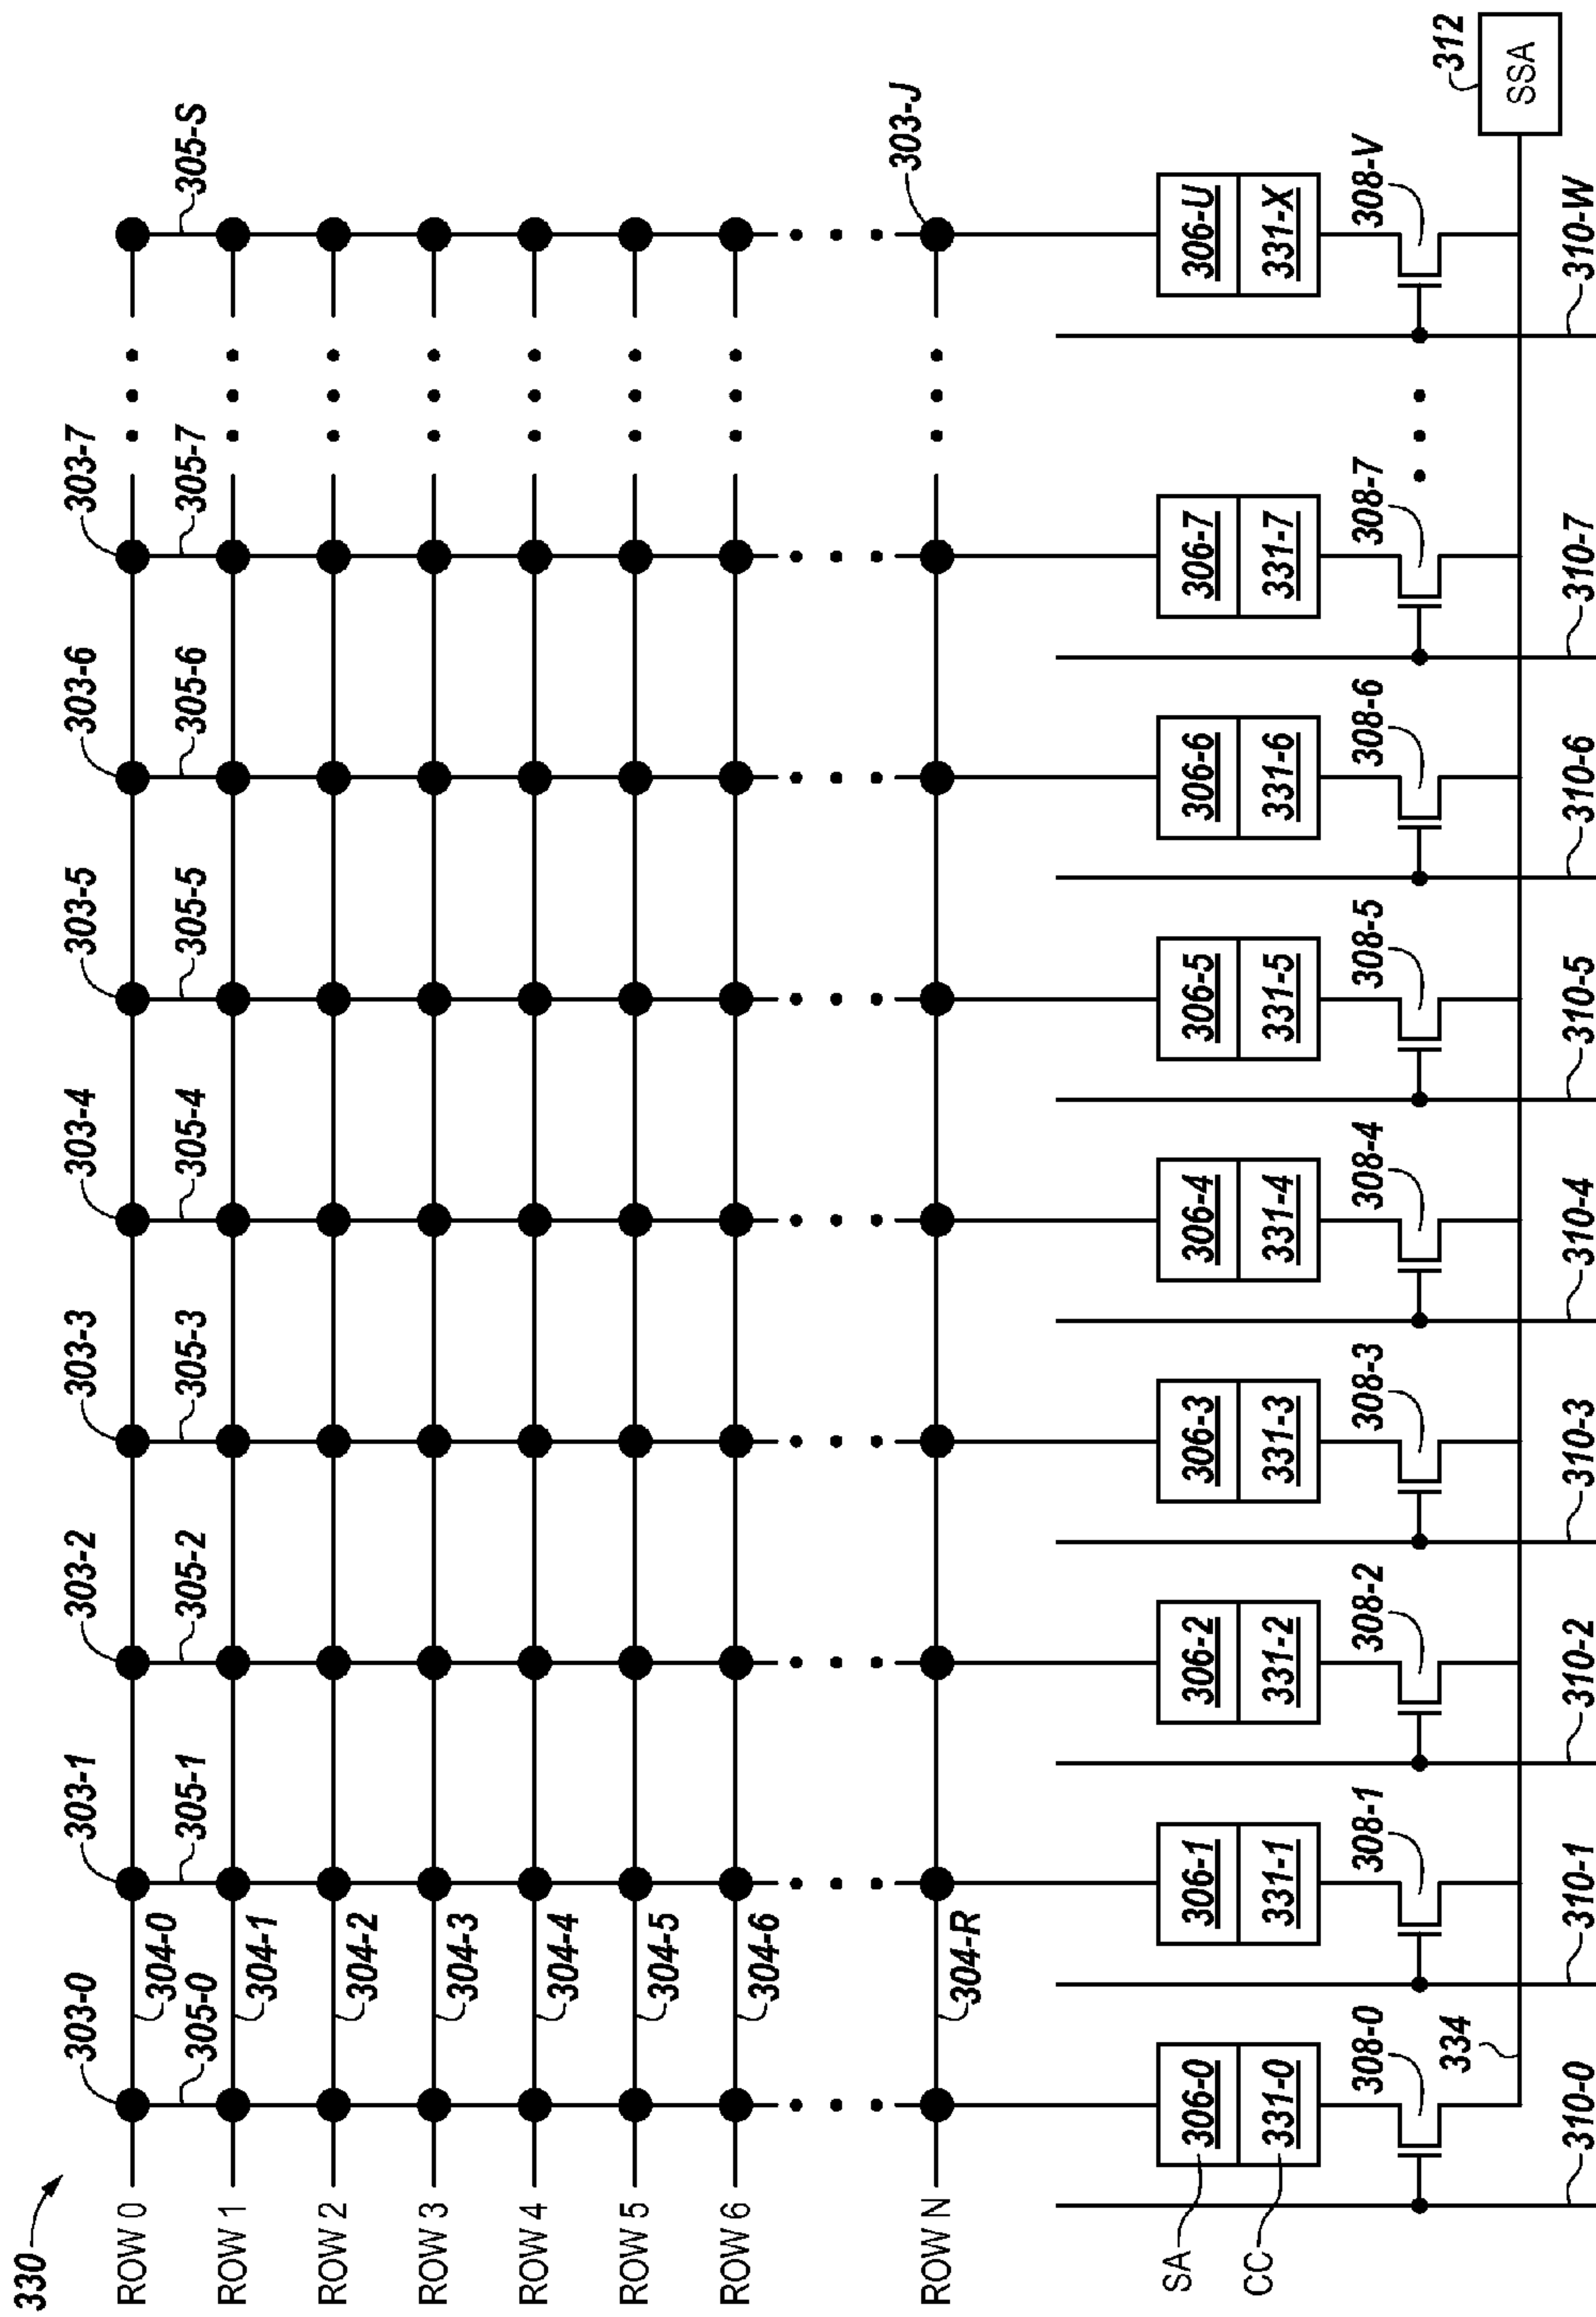 330
303-0 303-1 303-2 303-3 303-4 303-5 303-6 303-7
305-0 305-1 305-2 305-3 305-4 305-5 305-6 305-7 305-S
ROW 0 304-0
ROW 1 304-1
ROW 2 304-2
ROW 3 304-3
ROW 4 304-4
ROW 5 304-5
ROW 6 304-6
ROW N 304-R 303-J
SA 306-0 306-1 306-2 306-3 306-4 306-5 306-6 306-7 306-U
CC 331-0 331-1 331-2 331-3 331-4 331-5 331-6 331-7 331-X
308-0 308-1 308-2 308-3 308-4 308-5 308-6 308-7 308-V
334 312
SSA
310-0 310-1 310-2 310-3 310-4 310-5 310-6 310-7 310-W